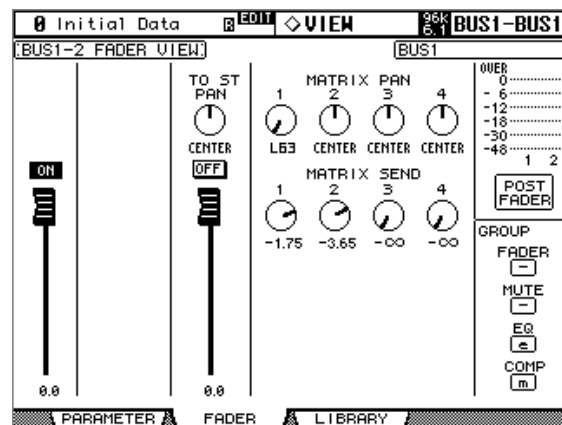 0 Initial Data R EDIT ◇VIEW 96K 6.1 BUS1-BUS1
BUS1-2 FADER VIEW
BUS1
TO ST
PAN
CENTER
OFF
0.0
ON
0.0
MATRIX PAN
1 2 3 4
L63 CENTER CENTER CENTER
MATRIX SEND
1 2 3 4
-1.75 -3.65 -∞ -∞
OVER
0
- 6
-12
-18
-30
-48
1 2
POST
FADER
GROUP
FADER
-
MUTE
-
EQ
e
COMP
m
PARAMETER FADER LIBRARY